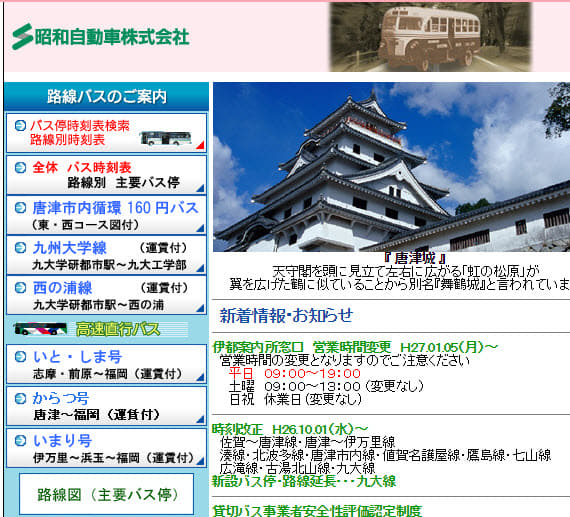 昭和自動車株式会社
路線バスのご案内
バス停時刻表検索
路線別時刻表
全体 バス時刻表
路線別 主要バス停
唐津市内循環160円バス
（東・西コース図付）
九州大学線 （運賃付）
九大学研都市駅〜九大工学部
西の浦線 （運賃付）
九大学研都市駅〜西の浦
高速直行バス
いと・しま号
志摩・前原〜福岡（運賃付）
からつ号
唐津〜福岡（運賃付）
いまり号
伊万里〜浜玉〜福岡（運賃付）
路線図（主要バス停）
『 唐津城 』
天守閣を頭に見立て左右に広がる「虹の松原」が
翼を広げた鶴に似ていることから別名『舞鶴城』と言われていま
新着情報・お知らせ
伊都案内所窓口 営業時間変更 H27.01.05(月)〜
営業時間の変更となりますのでご注意ください
平日 09:00〜19:00
土曜 09:00〜13:00 (変更なし)
日祝 休業日(変更なし)
時刻改正 H26.10.01(水)〜
佐賀〜唐津線・唐津〜伊万里線
湊線・北波多線・唐津市内線・値賀名護屋線・鷹島線・七山線
広滝線・古湯北山線・九大線
新設バス停・路線延長・・・九大線
貸切バス事業者安全性評価認定制度